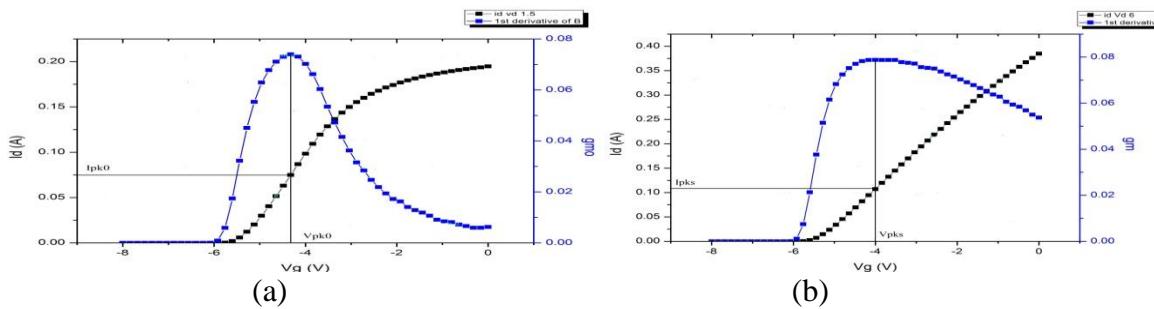 id vd 1.5
1st derivative of B
0.20
0.15
0.10
0.05
0.00
Id (A)
Ipk0
Vpk0
0.08
0.06
0.04
0.02
0.00
gmo
-8
-6
-4
-2
0
Vg (V)
(a)
id Vd 6
1st derivative
0.40
0.35
0.30
0.25
0.20
0.15
0.10
0.05
0.00
Id (A)
Ipks
Vpks
0.08
0.06
0.04
0.02
0.00
gm
-8
-6
-4
-2
0
Vg (V)
(b)